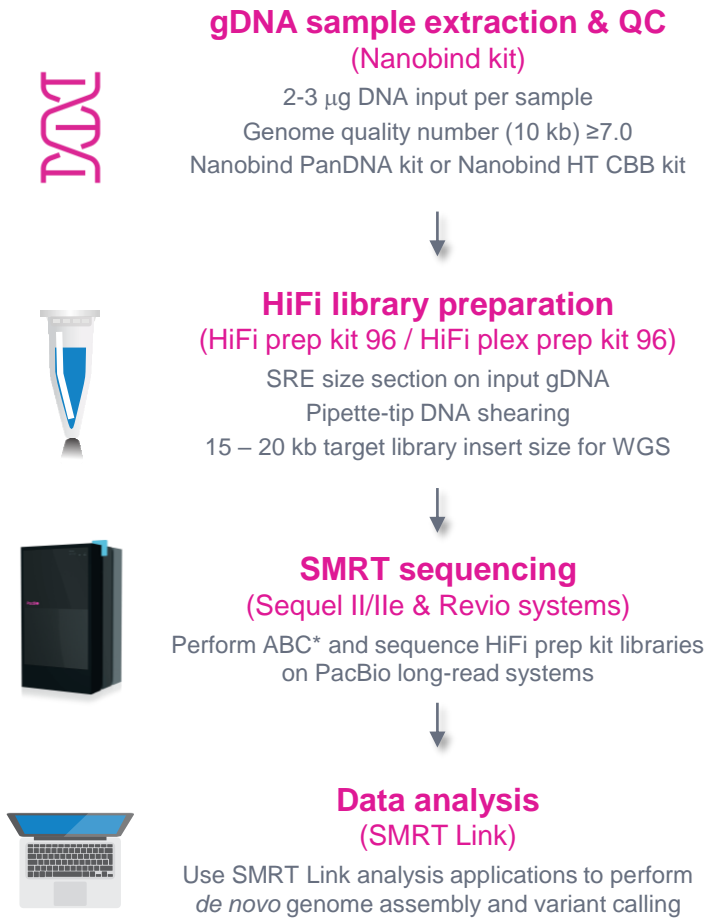 gDNA sample extraction & QC
(Nanobind kit)
2-3 μg DNA input per sample
Genome quality number (10 kb) ≥7.0
Nanobind PanDNA kit or Nanobind HT CBB kit
HiFi library preparation
(HiFi prep kit 96 / HiFi plex prep kit 96)
SRE size section on input gDNA
Pipette-tip DNA shearing
15 – 20 kb target library insert size for WGS
SMRT sequencing
(Sequel II/IIe & Revio systems)
Perform ABC* and sequence HiFi prep kit libraries
on PacBio long-read systems
Data analysis
(SMRT Link)
Use SMRT Link analysis applications to perform
de novo genome assembly and variant calling